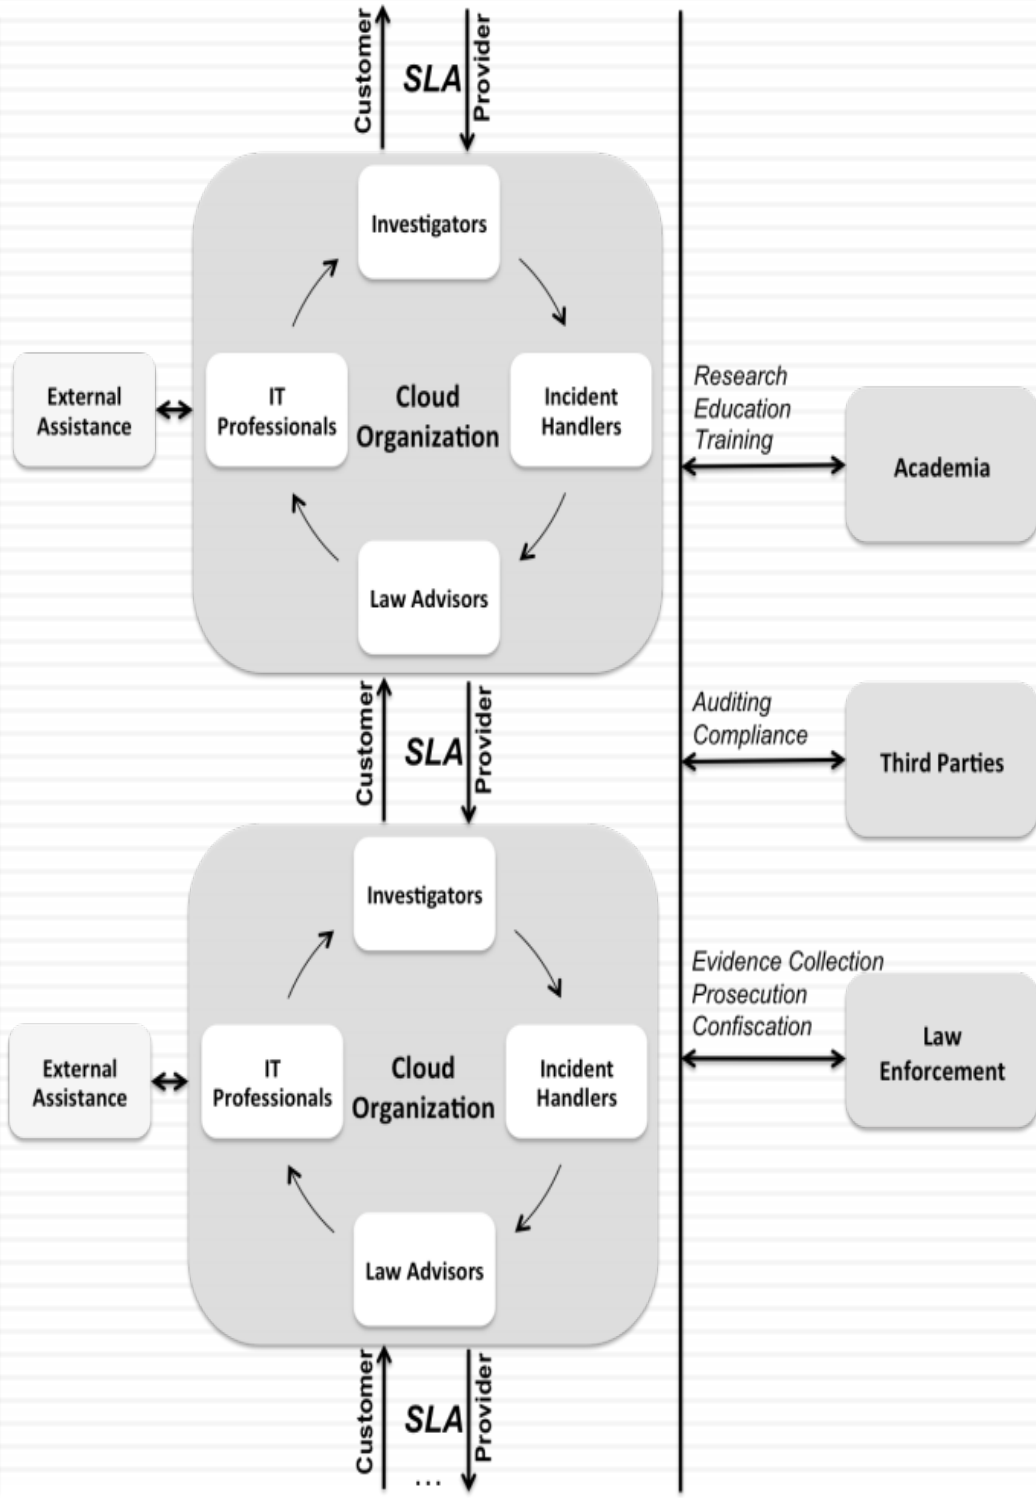 Customer
SLA
Provider
Investigators
External
Assistance
IT
Professionals
Cloud
Organization
Incident
Handlers
Law Advisors
Research
Education
Training
Academia
Customer
SLA
Provider
Auditing
Compliance
Third Parties
Investigators
External
Assistance
IT
Professionals
Cloud
Organization
Incident
Handlers
Law Advisors
Evidence Collection
Prosecution
Confiscation
Law
Enforcement
Customer
SLA
Provider
...